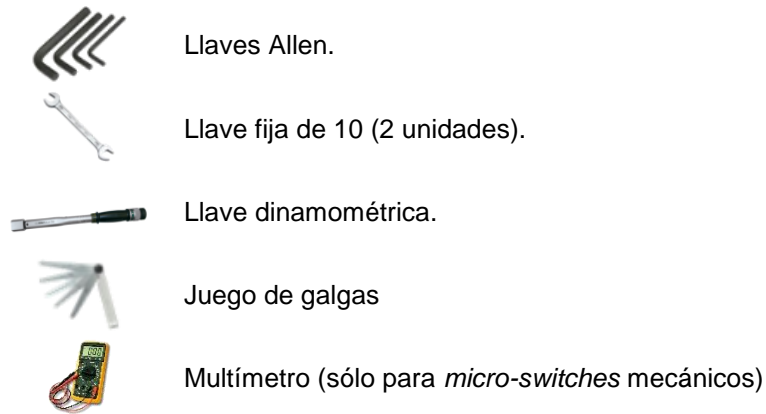 Llaves Allen.
Llave fija de 10 (2 unidades).
Llave dinamométrica.
Juego de galgas
Multímetro (sólo para micro-switches mecánicos)